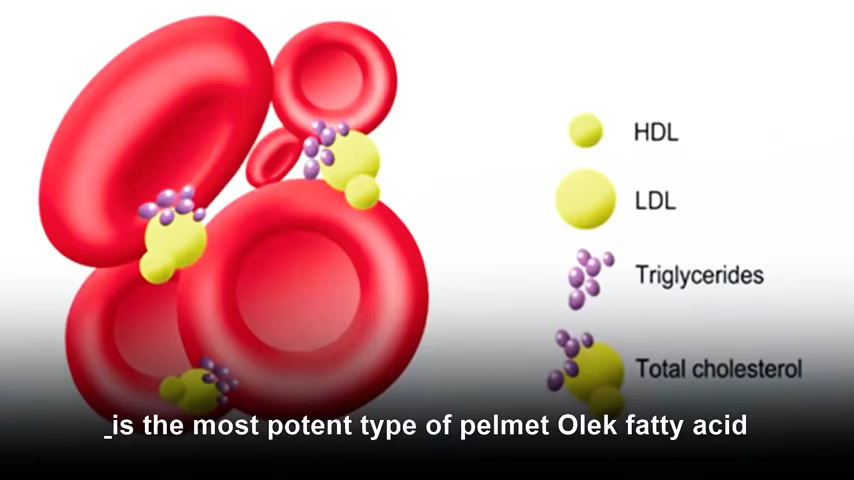 HDL
LDL
Triglycerides
Total cholesterol
_is the most potent type of pelmet Olek fatty acid